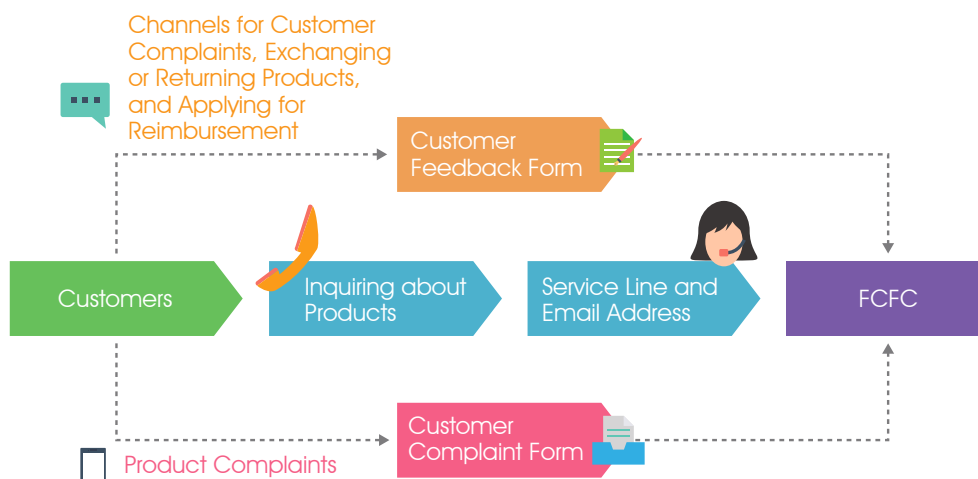 Channels for Customer
Complaints, Exchanging
or Returning Products,
and Applying for
Reimbursement
Customer
Feedback Form
Customers
Inquiring about
Products
Service Line and
Email Address
FCFC
Customer
Complaint Form
Product Complaints